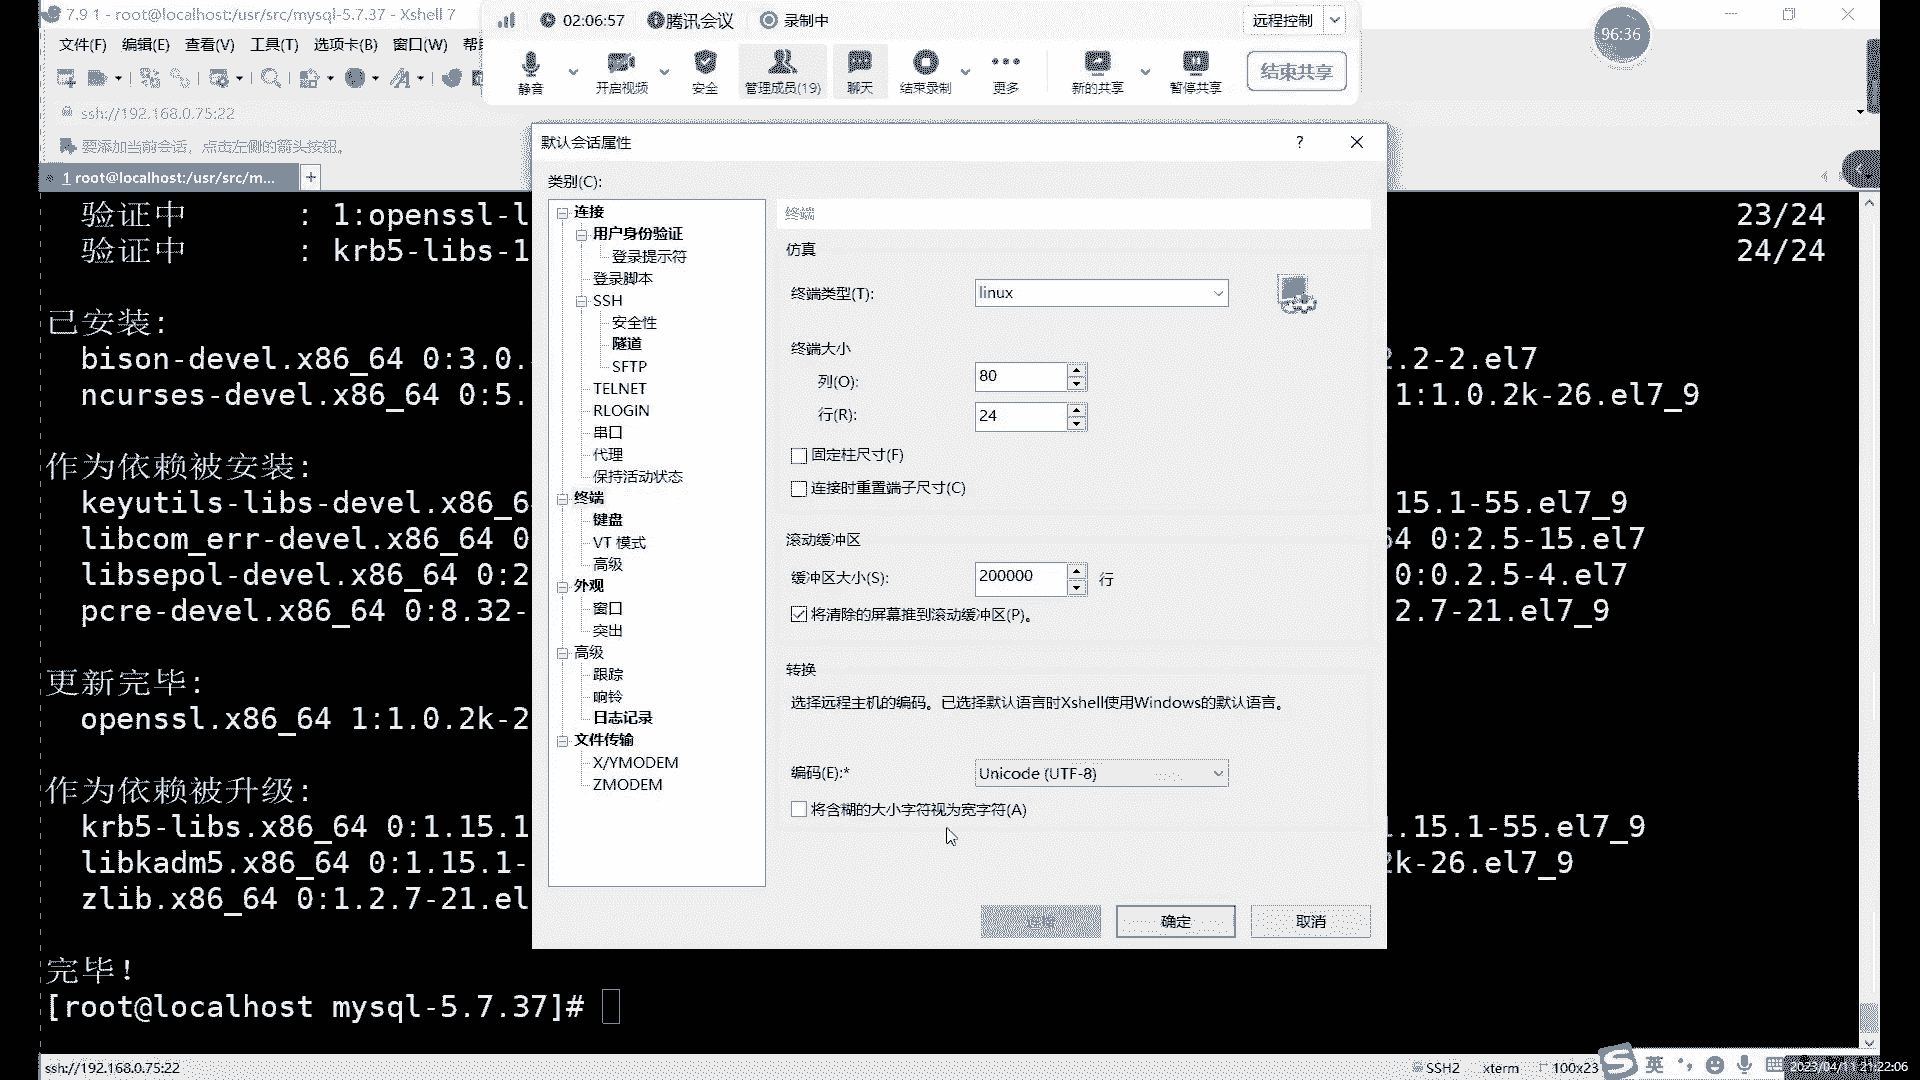 7.9 1 - root@localhost:/usr/src/mysql-5.7.37 - Xshell 7
02:06:57 腾讯会议 录制中 远程控制
96:36
文件(F) 编辑(E) 查看(V) 工具(T) 选项卡(B) 窗口(W) 帮
静音 开启视频 安全 管理成员(19) 聊天 结束录制 更多 新的共享 暂停共享 结束共享
ssh://192.168.0.75:22
要添加当前会话，点击左侧的箭头按钮。
1 root@localhost:/usr/src/m... +
默认会话属性 ?
类别(C):
连接
用户身份验证
登录提示符
登录脚本
SSH
安全性
隧道
SFTP
TELNET
RLOGIN
串口
代理
保持活动状态
终端
键盘
VT 模式
高级
外观
窗口
突出
高级
跟踪
响铃
日志记录
文件传输
X/YMODEM
ZMODEM
终端
仿真
终端类型(T): linux
终端大小
列(O): 80
行(R): 24
固定柱尺寸(F)
连接时重置端子尺寸(C)
滚动缓冲区
缓冲区大小(S): 200000 行
将清除的屏幕推到滚动缓冲区(P)。
转换
选择远程主机的编码。已选择默认语言时Xshell使用Windows的默认语言。
编码(E):* Unicode (UTF-8)
将含糊的大小字符视为宽字符(A)
连接 确定 取消
验证中 : 1:openssl-l 23/24
验证中 : krb5-libs-1 24/24
已安装:
bison-devel.x86_64 0:3.0. .2-2.el7
ncurses-devel.x86_64 0:5. 1:1.0.2k-26.el7_9
作为依赖被安装:
keyutils-libs-devel.x86_6 15.1-55.el7_9
libcom_err-devel.x86_64 0 4 0:2.5-15.el7
libsepol-devel.x86_64 0:2 0:0.2.5-4.el7
pcre-devel.x86_64 0:8.32- 2.7-21.el7_9
更新完毕:
openssl.x86_64 1:1.0.2k-2
作为依赖被升级:
krb5-libs.x86_64 0:1.15.1 .15.1-55.el7_9
libkadm5.x86_64 0:1.15.1- k-26.el7_9
zlib.x86_64 0:1.2.7-21.el
完毕!
[root@localhost mysql-5.7.37]#
ssh://192.168.0.75:22 SSH2 xterm 100x23 英 2023/04/11 21:22:06